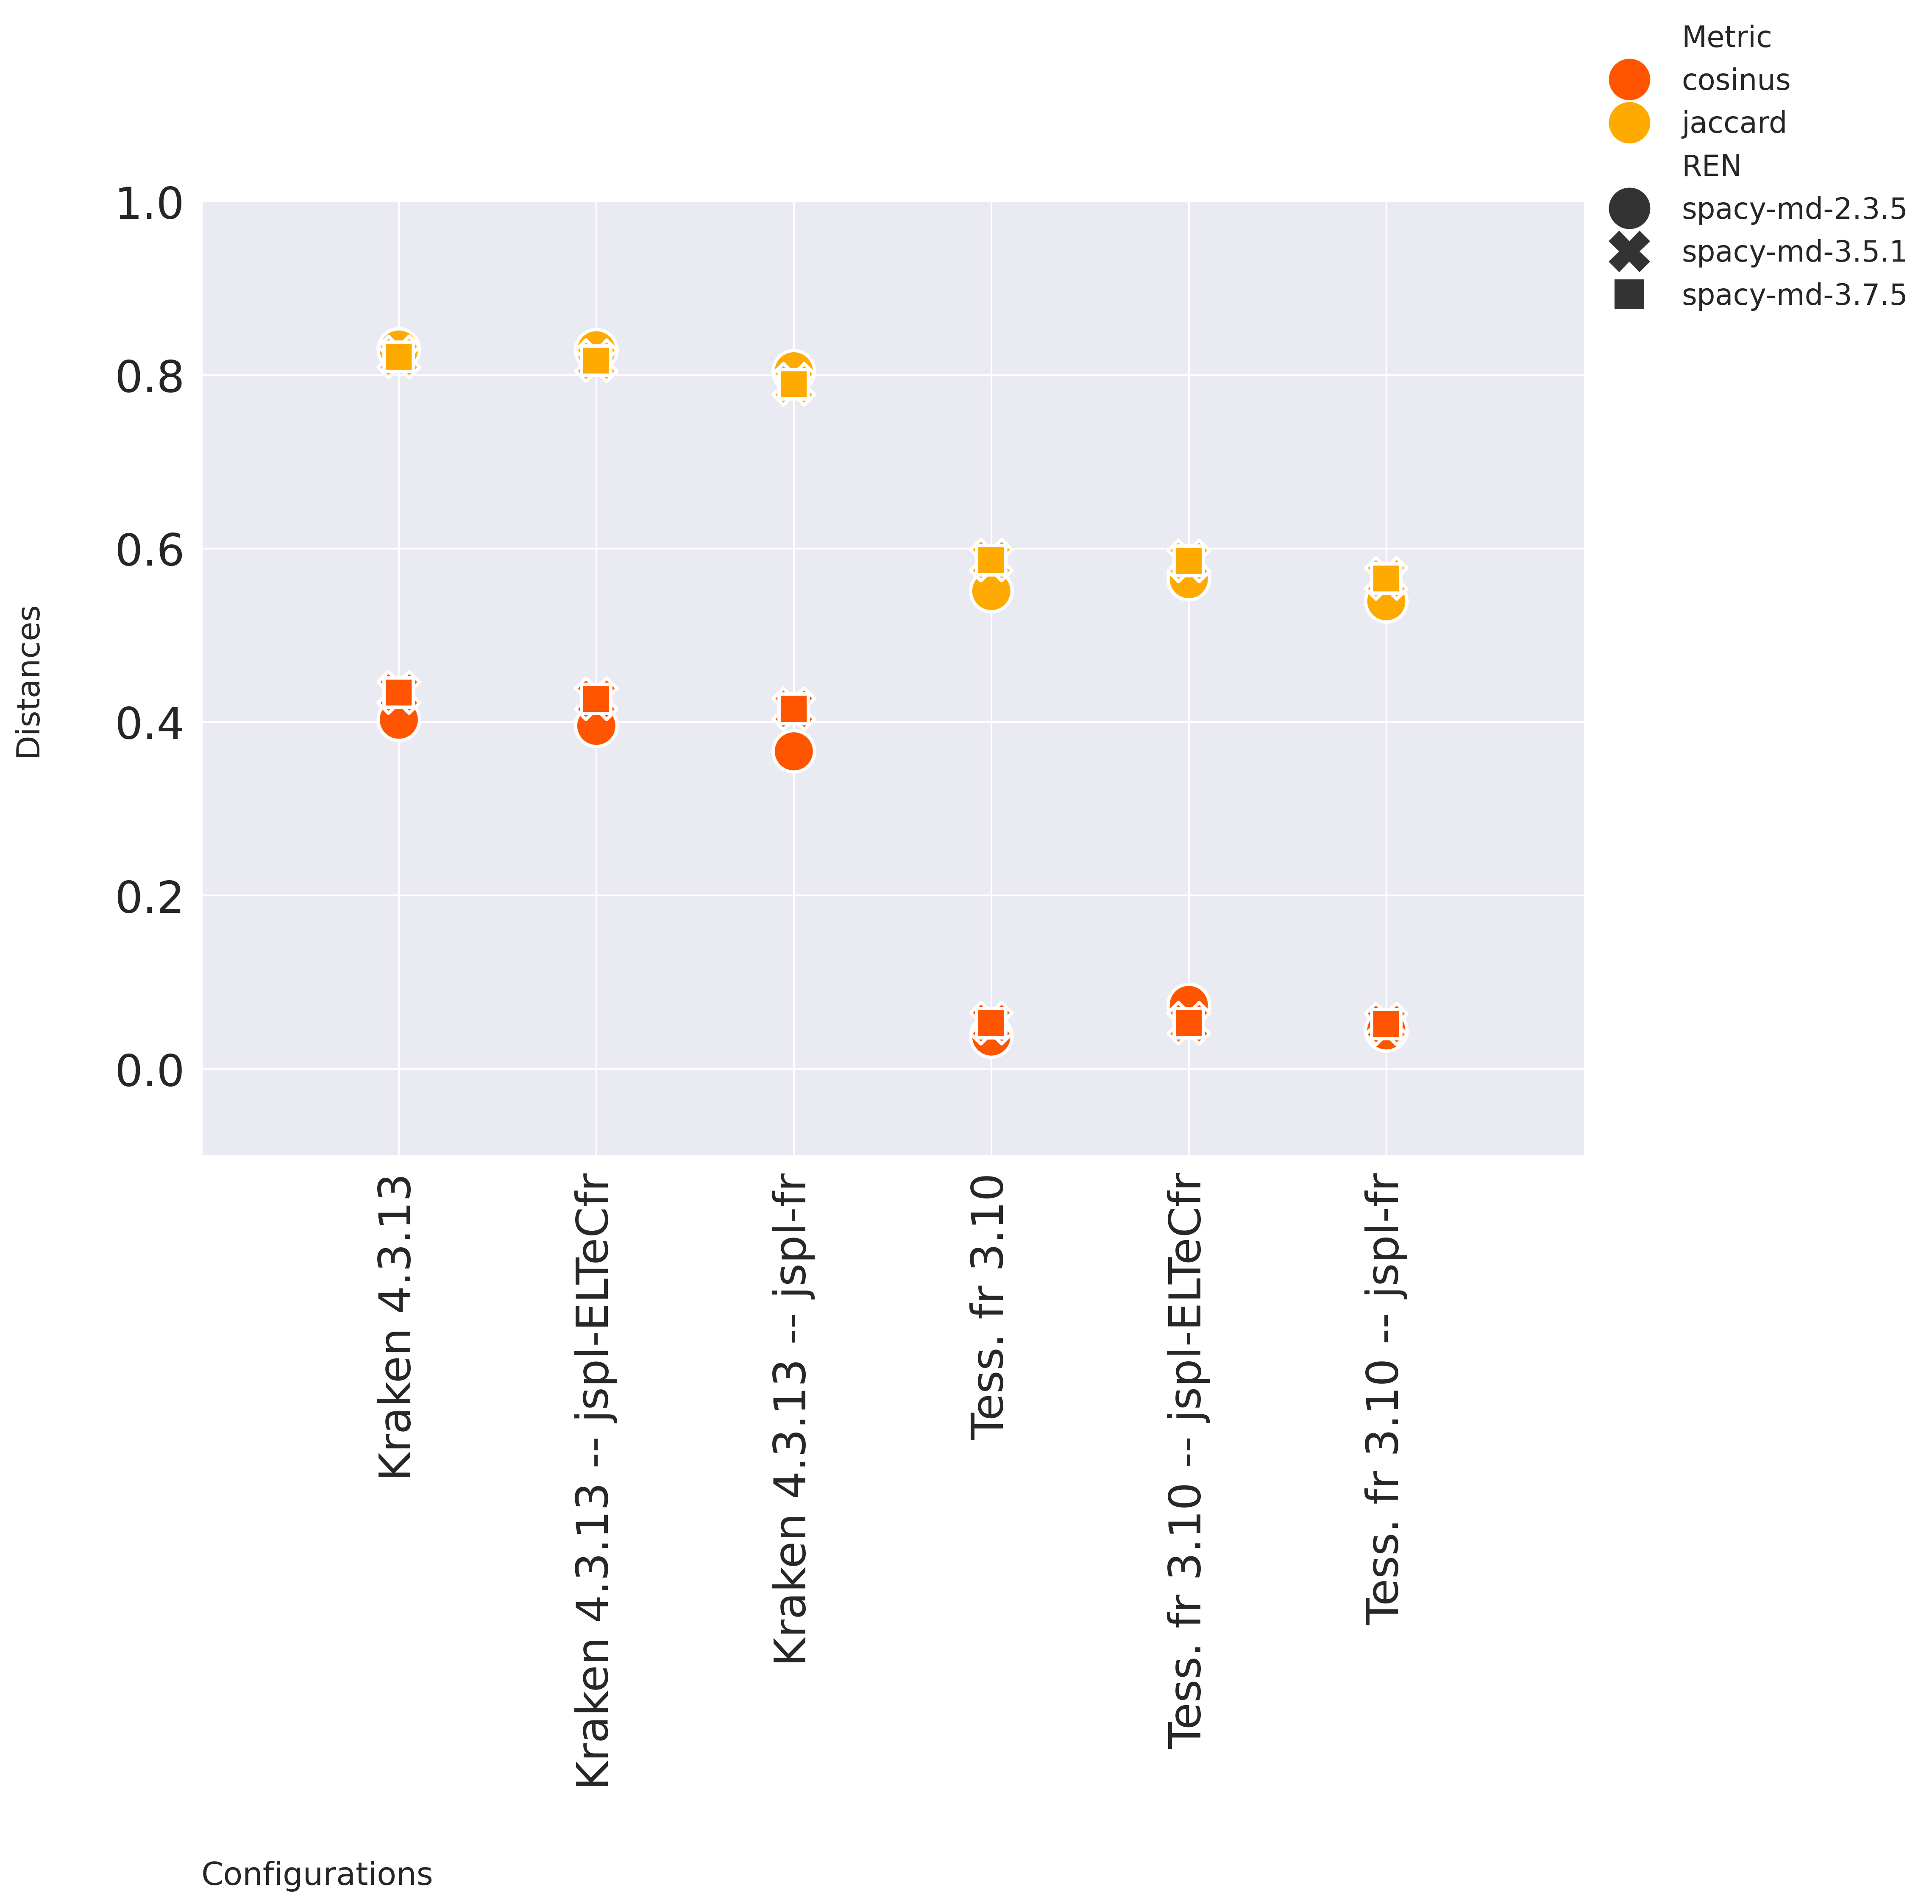 Metric
cosinus
jaccard
REN
spacy-md-2.3.5
spacy-md-3.5.1
spacy-md-3.7.5
Distances
1.0
0.8
0.6
0.4
0.2
0.0
Kraken 4.3.13
Kraken 4.3.13 -- jspl-ELTeCfr
Kraken 4.3.13 -- jspl-fr
Tess. fr 3.10
Tess. fr 3.10 -- jspl-ELTeCfr
Tess. fr 3.10 -- jspl-fr
Configurations